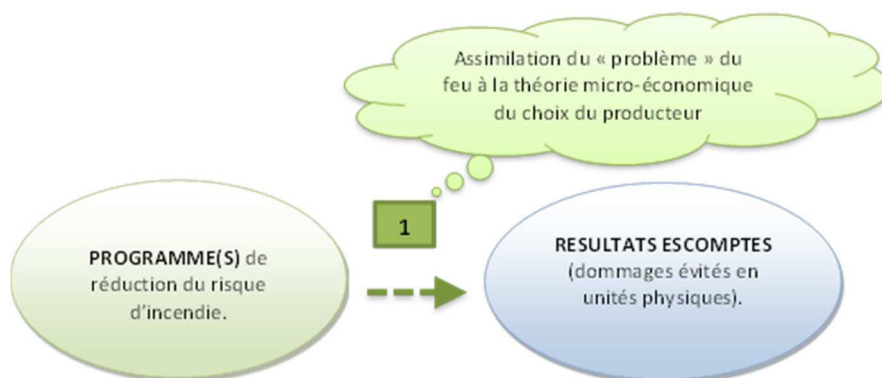 Assimilation du « problème » du
feu à la théorie micro-économique
du choix du producteur
1
PROGRAMME(S) de
réduction du risque
d'incendie.
RESULTATS ESCOMPTES
(dommages évités en
unités physiques).